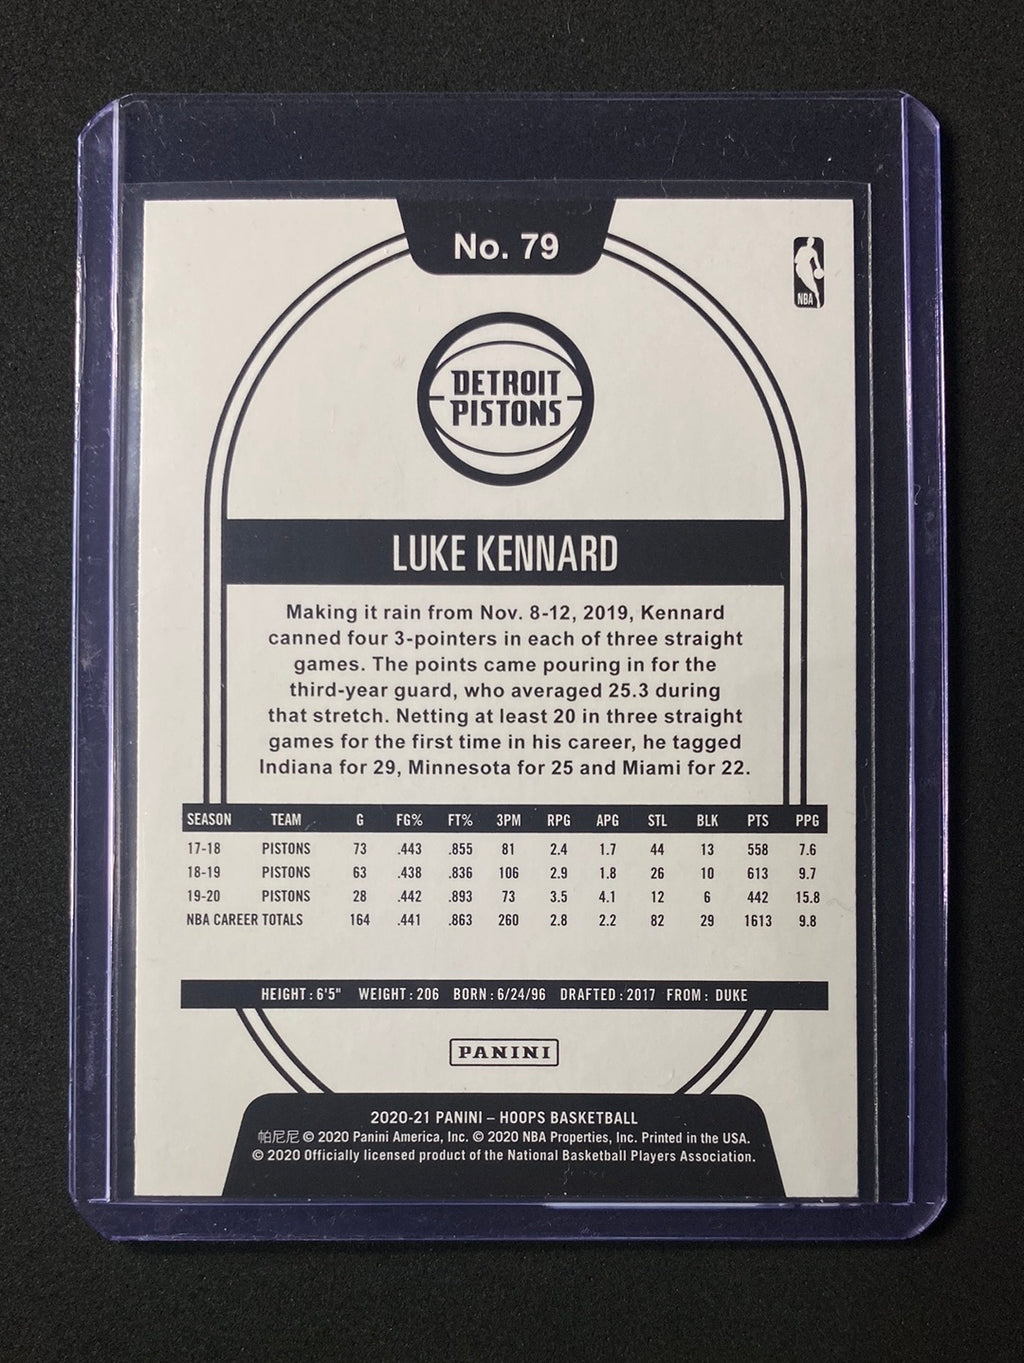 No. 79
NBA
DETROIT
PISTONS
LUKE KENNARD
Making it rain from Nov. 8-12, 2019, Kennard
canned four 3-pointers in each of three straight
games. The points came pouring in for the
third-year guard, who averaged 25.3 during
that stretch. Netting at least 20 in three straight
games for the first time in his career, he tagged
Indiana for 29, Minnesota for 25 and Miami for 22.
SEASON TEAM G FG% FT% 3PM RPG APG STL BLK PTS PPG
17-18 PISTONS 73 .443 .855 81 2.4 1.7 44 13 558 7.6
18-19 PISTONS 63 .438 .836 106 2.9 1.8 26 10 613 9.7
19-20 PISTONS 28 .442 .893 73 3.5 4.1 12 6 442 15.8
NBA CAREER TOTALS 164 .441 .863 260 2.8 2.2 82 29 1613 9.8
HEIGHT: 6'5" WEIGHT: 206 BORN: 6/24/96 DRAFTED: 2017 FROM: DUKE
PANINI
2020-21 PANINI – HOOPS BASKETBALL
帕尼尼 © 2020 Panini America, Inc. © 2020 NBA Properties, Inc. Printed in the USA.
© 2020 Officially licensed product of the National Basketball Players Association.